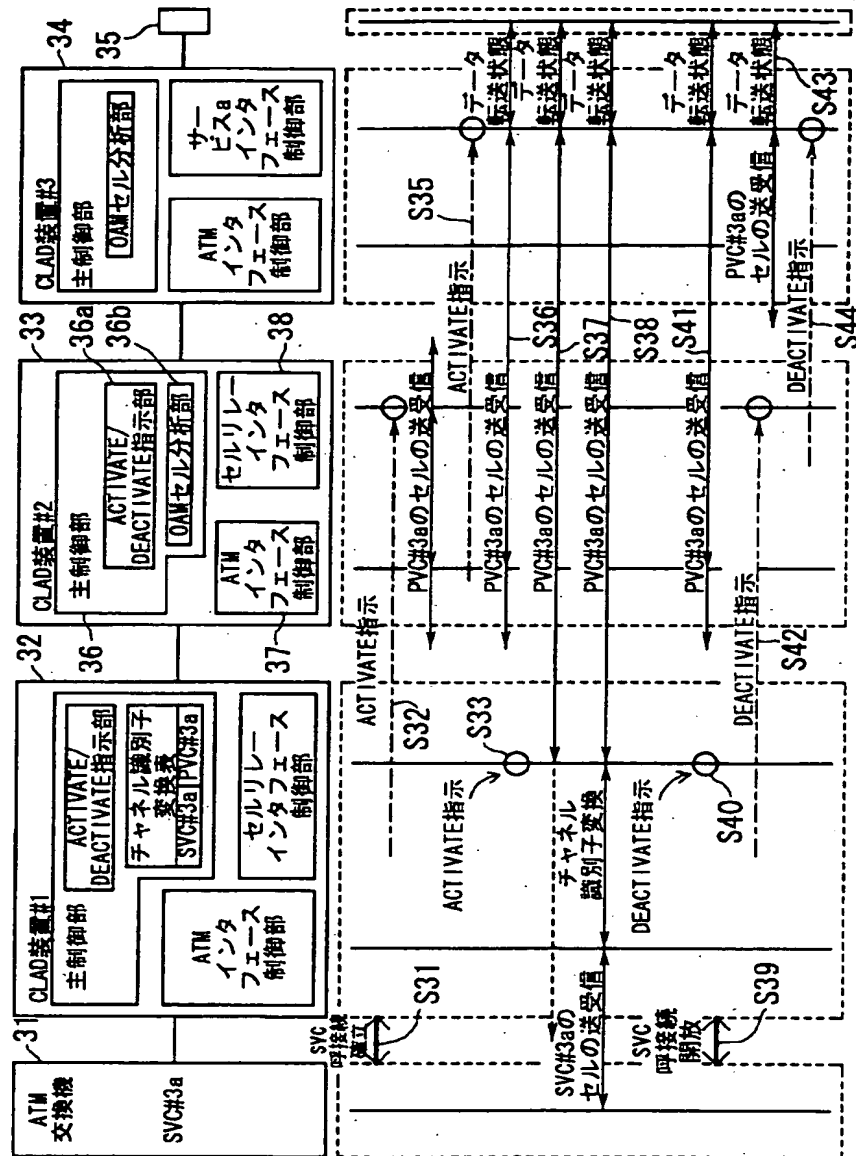 31
ATM
交換機
SVC#3a
32
CLAD装置#1
主制御部
ACTIVATE/
DEACTIVATE指示部
チャネル識別子
変換表
SVC#3a PVC#3a
ATM
インタ
フェース
制御部
セルリレー
インタフェース
制御部
33
CLAD装置#2
36
主制御部
36a
ACTIVATE/
DEACTIVATE指示部
36b
OAMセル分析部
37
ATM
インタ
フェース
制御部
38
セルリレー
インタ
フェース
制御部
34
CLAD装置#3
主制御部
OAMセル分析部
ATM
インタ
フェース
制御部
サー
ビスa
インタ
フェース
制御部
35
SVC
呼接続
確立
S31
ACTIVATE指示
S32
PVC#3aのセルの送受信
ACTIVATE指示
S35
ACTIVATE指示
S33
PVC#3aのセルの送受信
S36
データ
転送状態
PVC#3aのセルの送受信
S37
データ
転送状態
SVC#3aの
セルの送受信
チャネル
識別子変換
PVC#3aのセルの送受信
S38
データ
転送状態
SVC
呼接続
開放
S39
DEACTIVATE指示
S40
PVC#3aのセルの送受信
S41
データ
転送状態
DEACTIVATE指示
S42
PVC#3aの
セルの送受信
データ
転送状態
S43
DEACTIVATE指示
S44